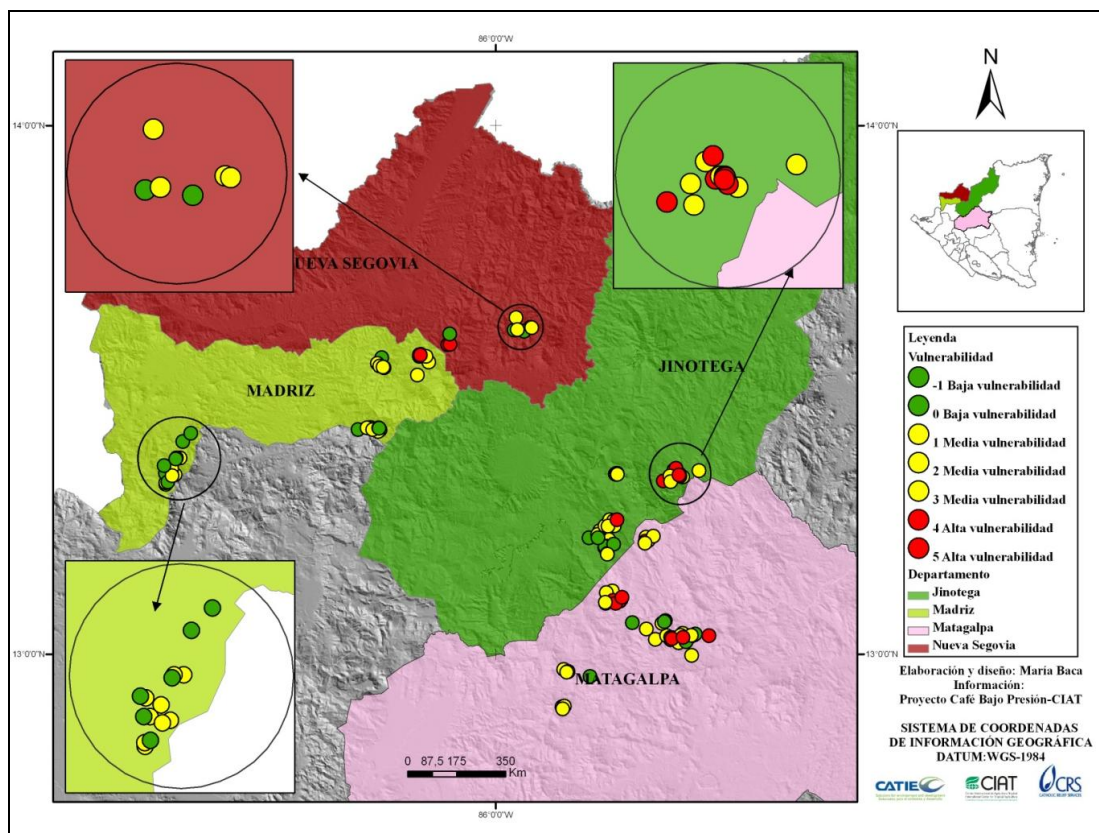 86°0'0"W
14°0'0"N
14°0'0"N
N
UEVA SEGOVIA
JINOTEGA
MADRIZ
MATAGALPA
13°0'0"N
13°0'0"N
0 87,5 175 350
Km
86°0'0"W
Leyenda
Vulnerabilidad
-1 Baja vulnerabilidad
0 Baja vulnerabilidad
1 Media vulnerabilidad
2 Media vulnerabilidad
3 Media vulnerabilidad
4 Alta vulnerabilidad
5 Alta vulnerabilidad
Departamento
Jinotega
Madriz
Matagalpa
Nueva Segovia
Elaboración y diseño: María Baca
Información:
Proyecto Café Bajo Presión-CIAT
SISTEMA DE COORDENADAS
DE INFORMACIÓN GEOGRÁFICA
DATUM:WGS-1984
CATIE
CIAT
CRS